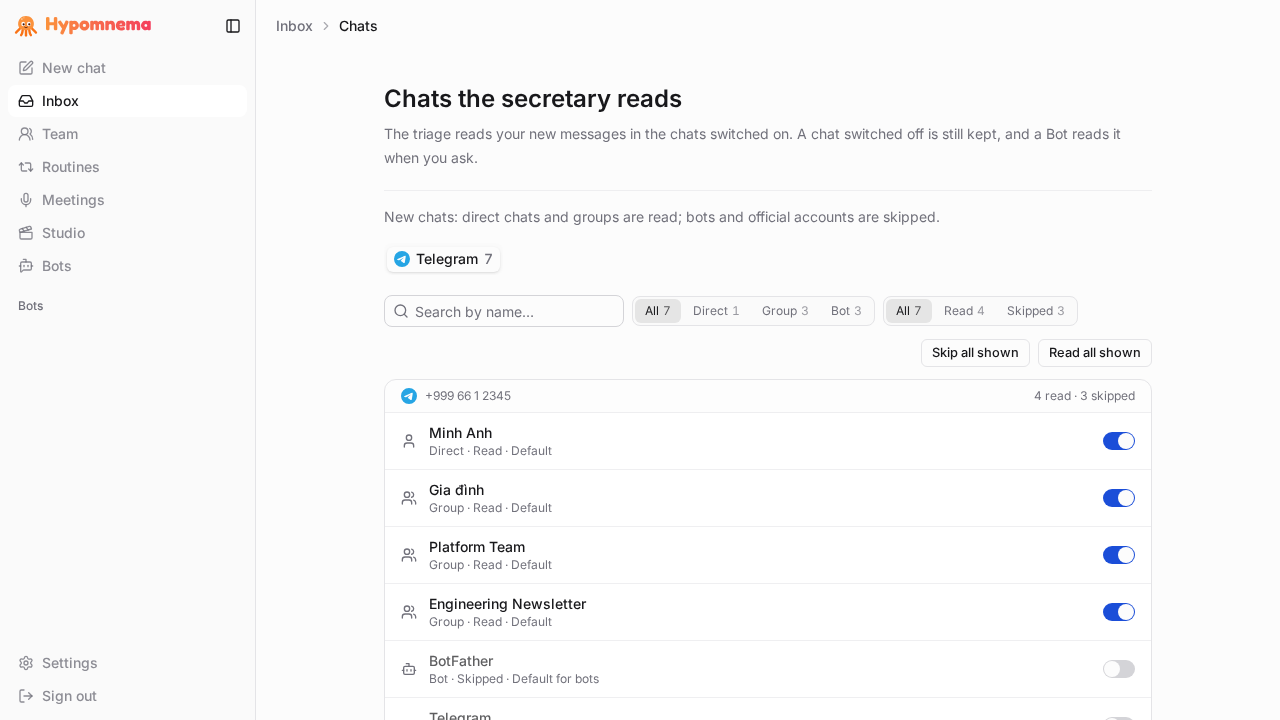 Hypomnema
New chat
Inbox
Team
Routines
Meetings
Studio
Bots
Bots
Settings
Sign out
Inbox > Chats
Chats the secretary reads
The triage reads your new messages in the chats switched on. A chat switched off is still kept, and a Bot reads it
when you ask.
New chats: direct chats and groups are read; bots and official accounts are skipped.
Telegram 7
Search by name...
All 7 Direct 1 Group 3 Bot 3
All 7 Read 4 Skipped 3
Skip all shown Read all shown
+999 66 1 2345 4 read · 3 skipped
Minh Anh
Direct · Read · Default
Gia đình
Group · Read · Default
Platform Team
Group · Read · Default
Engineering Newsletter
Group · Read · Default
BotFather
Bot · Skipped · Default for bots
Telegram